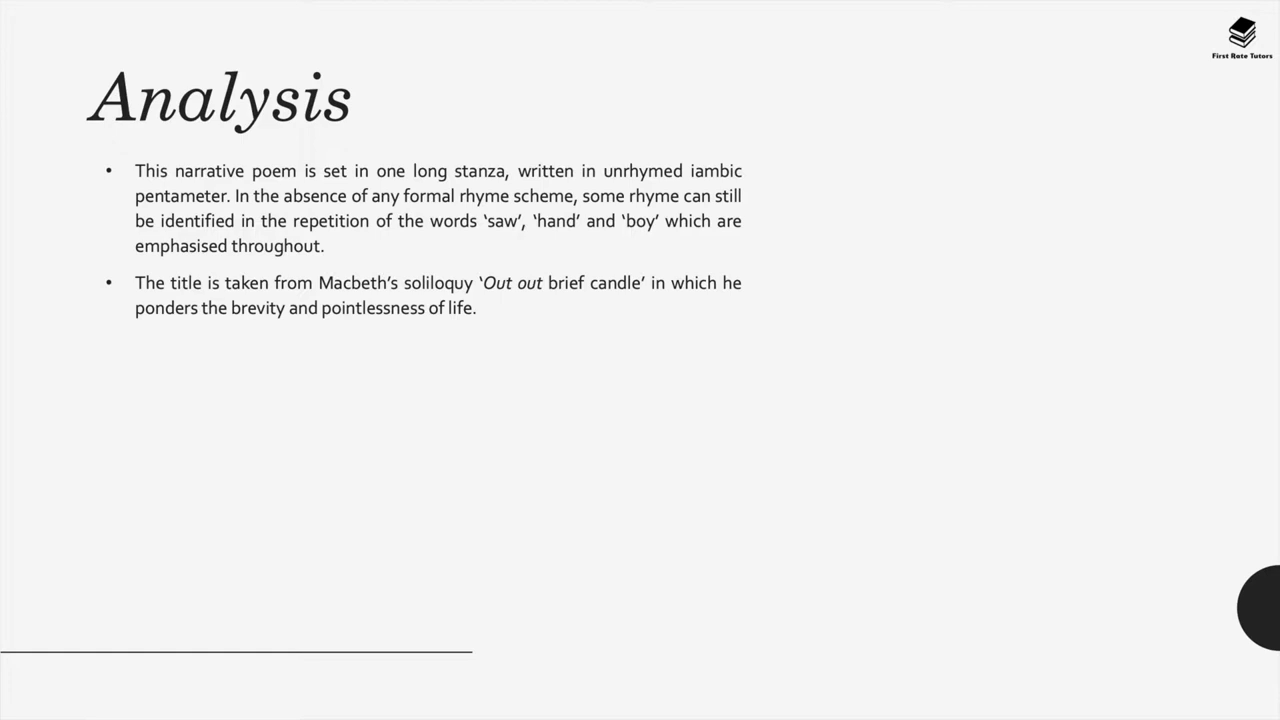 First Rate Tutors
Analysis
• This narrative poem is set in one long stanza, written in unrhymed iambic
pentameter. In the absence of any formal rhyme scheme, some rhyme can still
be identified in the repetition of the words ‘saw’, ‘hand’ and ‘boy’ which are
emphasised throughout.
• The title is taken from Macbeth’s soliloquy ‘Out out brief candle’ in which he
ponders the brevity and pointlessness of life.